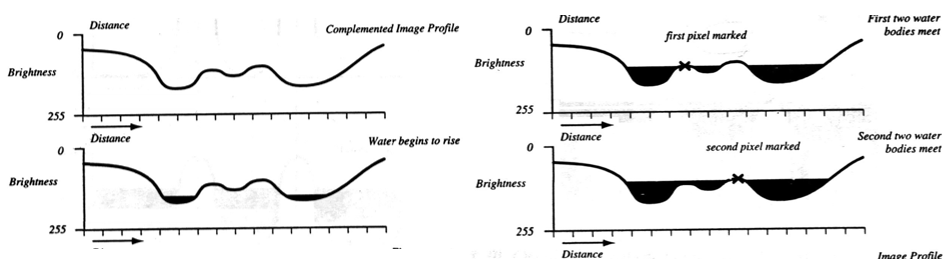 Distance
Complemented Image Profile
0
Brightness
255
Distance
Water begins to rise
0
Brightness
255
Distance
First two water
bodies meet
first pixel marked
0
Brightness
255
Distance
Second two water
bodies meet
second pixel marked
0
Brightness
255
Distance
Image Profile